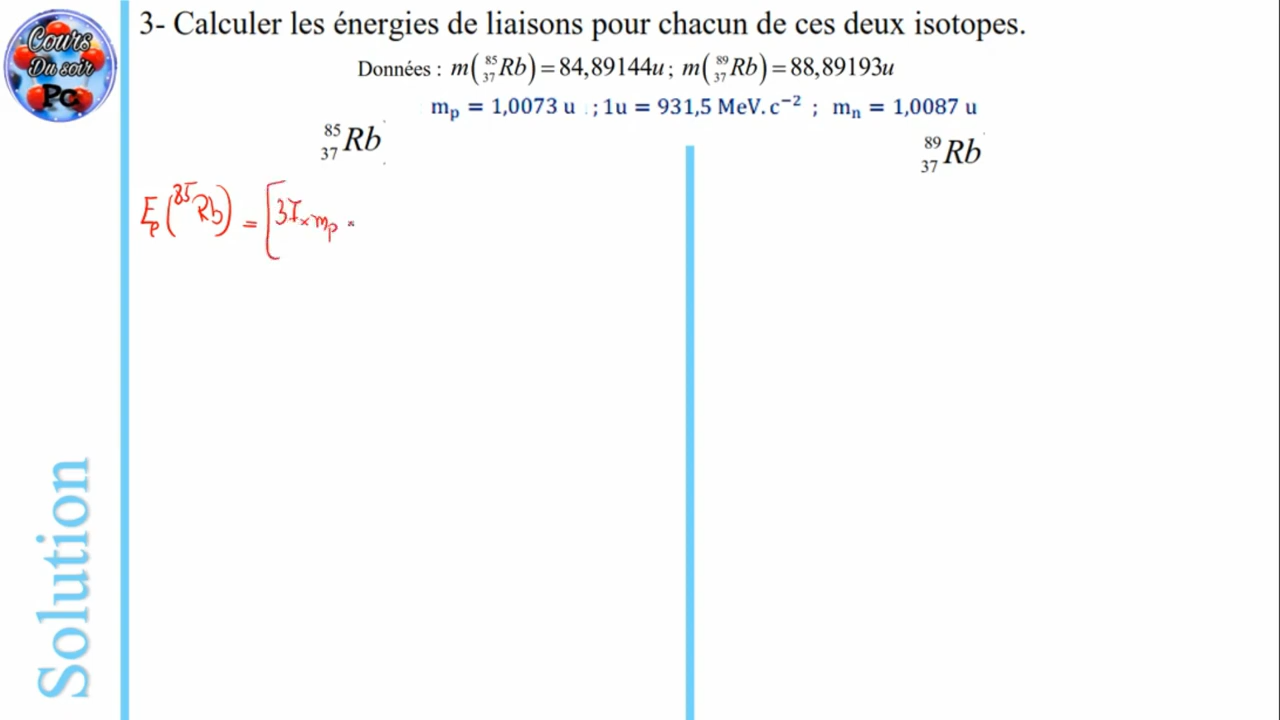 Cours
Du soir
PC
3- Calculer les énergies de liaisons pour chacun de ces deux isotopes.
Données : m(⁸⁵₃₇Rb) = 84,89144u ; m(⁸⁹₃₇Rb) = 88,89193u
mₚ = 1,0073 u ; 1u = 931,5 MeV. c⁻² ; mₙ = 1,0087 u
⁸⁵₃₇Rb
⁸⁹₃₇Rb
(⁸⁵Rb) = [37 × mₚ
Solution